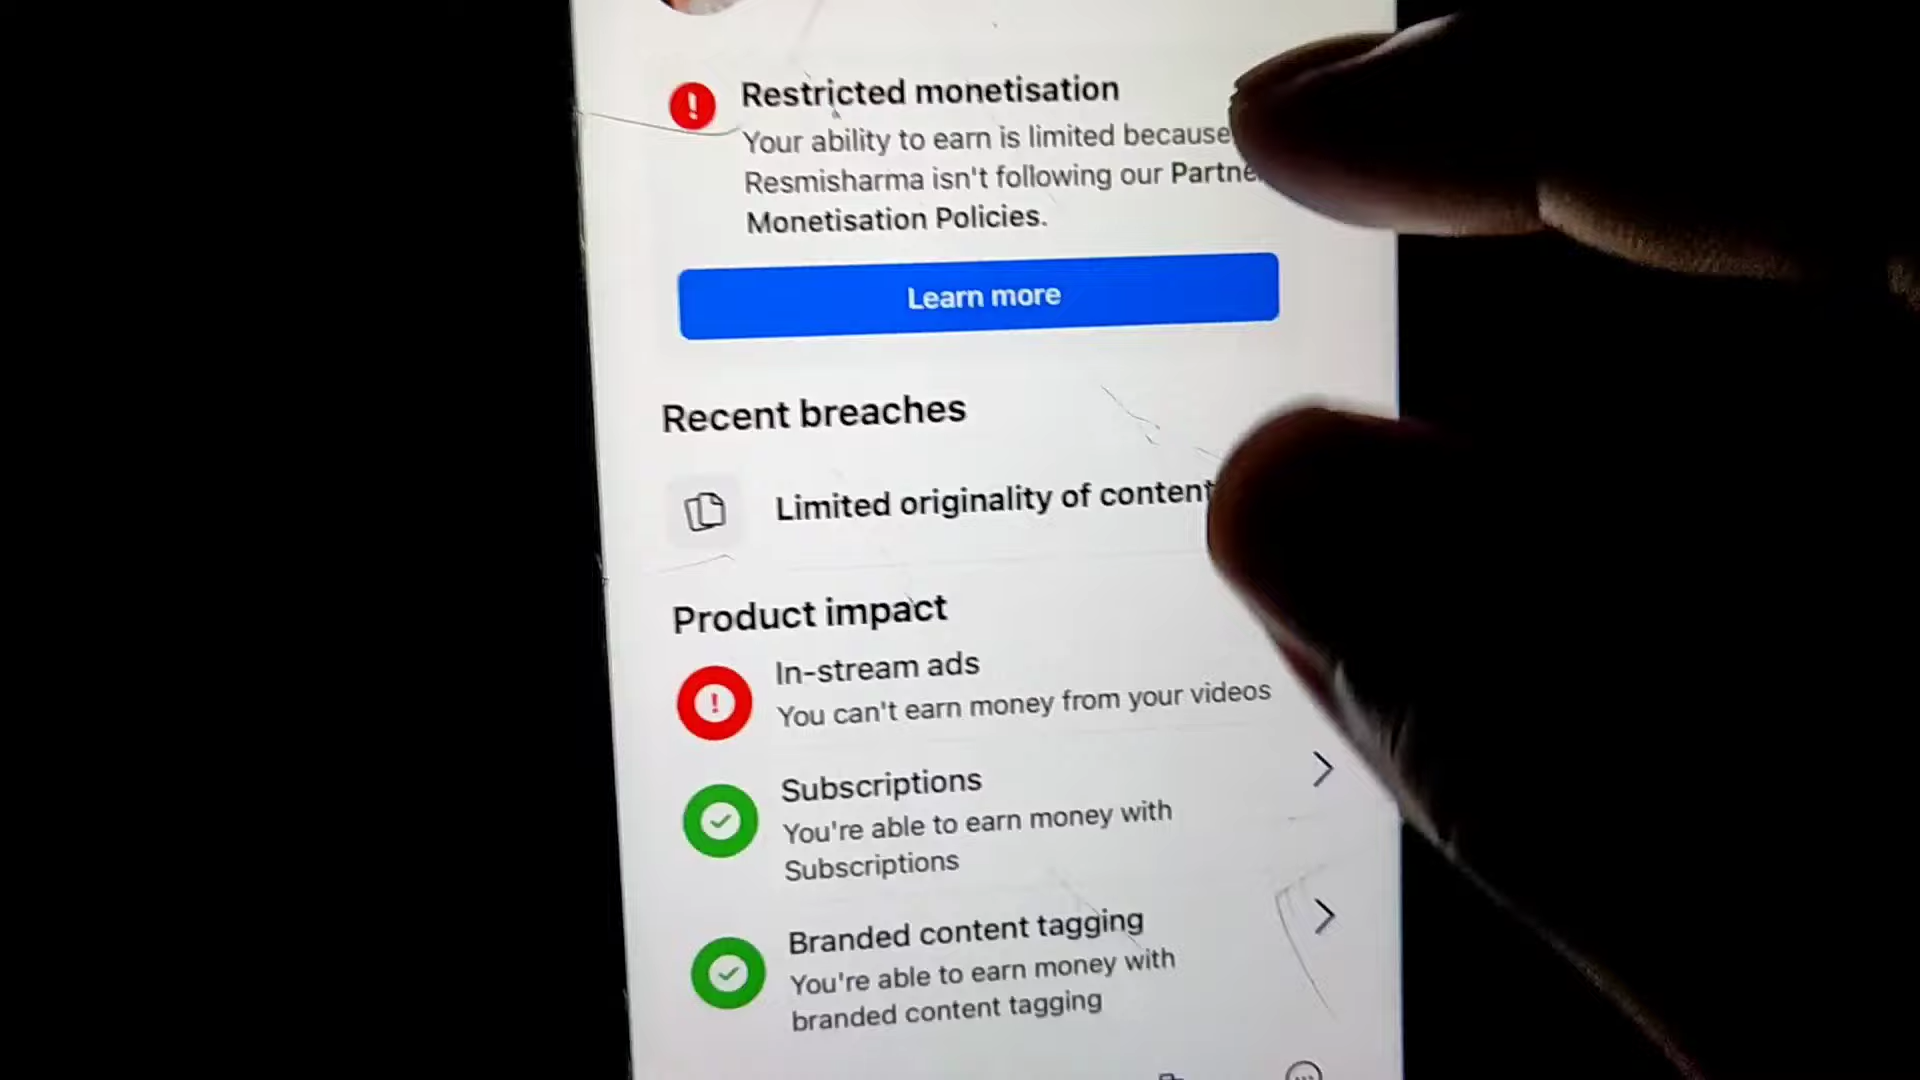 Restricted monetisation
Your ability to earn is limited because
Resmisharma isn't following our
Monetisation Policies.
Learn more
Recent breaches
Limited originality of content
Product impact
In-stream ads
You can't earn money from your videos
Subscriptions
You're able to earn money with
Subscriptions
Branded content tagging
You're able to earn money with
branded content tagging